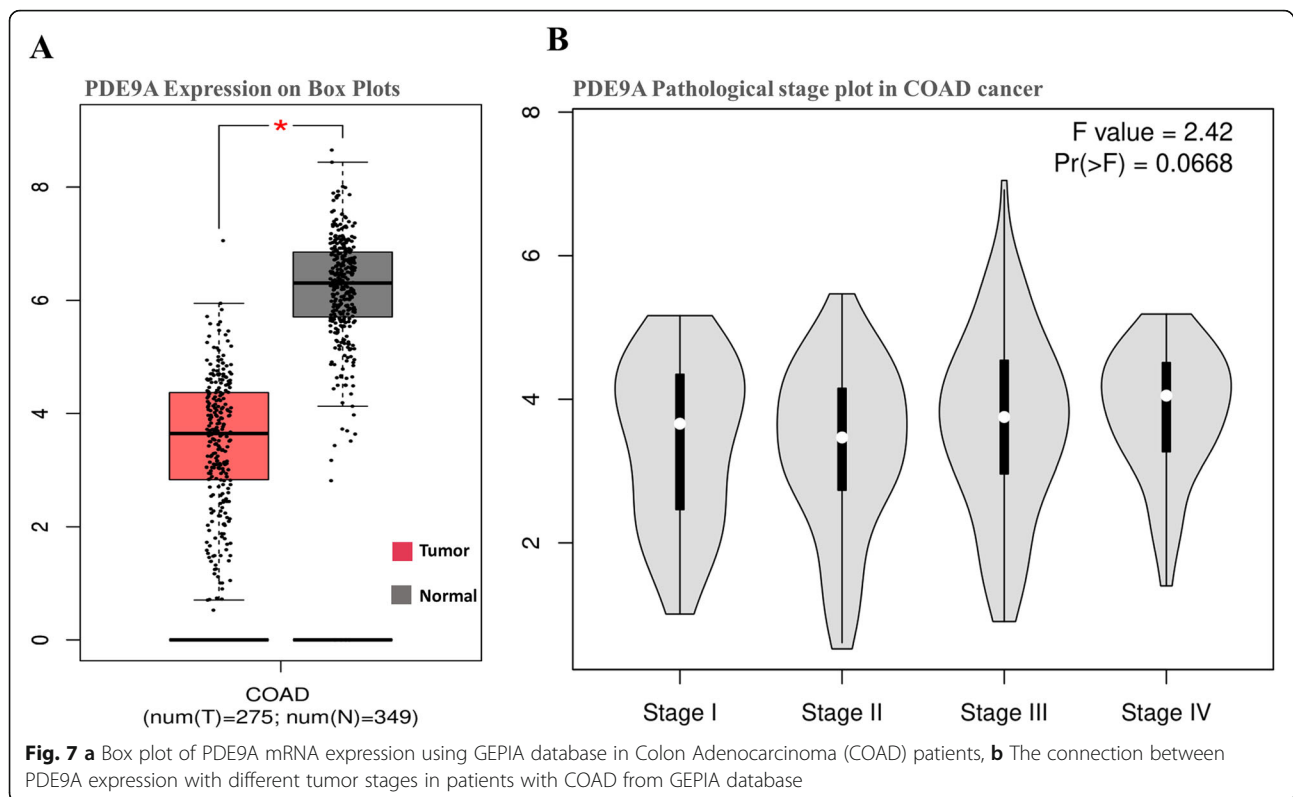 A
PDE9A Expression on Box Plots
*
8
6
4
2
0
Tumor
Normal
COAD
(num(T)=275; num(N)=349)
B
PDE9A Pathological stage plot in COAD cancer
F value = 2.42
Pr(>F) = 0.0668
8
6
4
2
Stage I Stage II Stage III Stage IV
Fig. 7 a Box plot of PDE9A mRNA expression using GEPIA database in Colon Adenocarcinoma (COAD) patients, b The connection between
PDE9A expression with different tumor stages in patients with COAD from GEPIA database